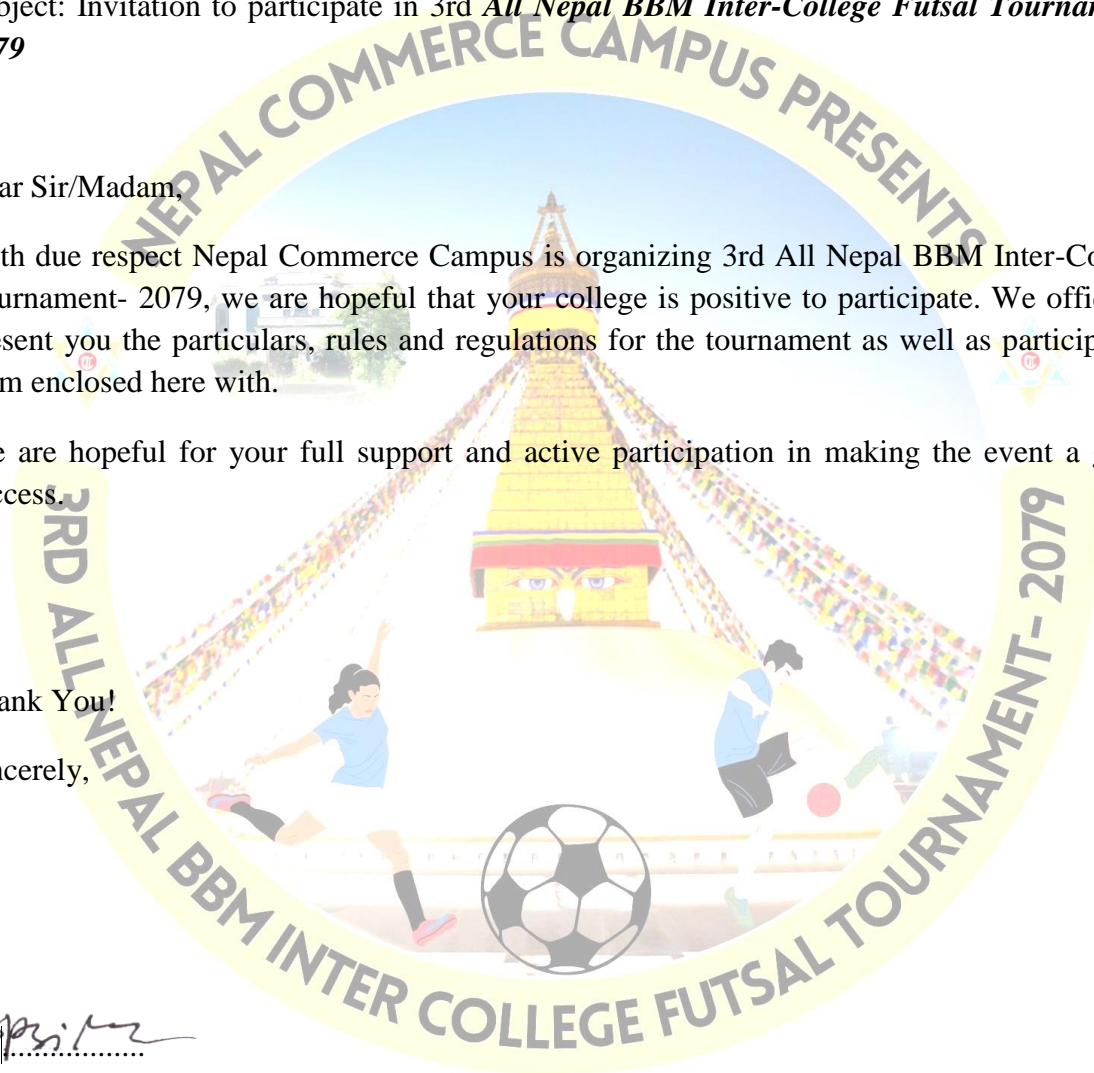 ject: Invitation to participate in 3rd All Nepal BBM Inter-College Futsal Tournam
79
NEPAL COMMERCE CAMPUS PRESENTS
ar Sir/Madam,
th due respect Nepal Commerce Campus is organizing 3rd All Nepal BBM Inter-Co
urnament- 2079, we are hopeful that your college is positive to participate. We offic
esent you the particulars, rules and regulations for the tournament as well as particip
m enclosed here with.
e are hopeful for your full support and active participation in making the event a g
ccess.
ank You!
ncerely,
3RD ALL NEPAL BBM INTER COLLEGE FUTSAL TOURNAMENT- 2079